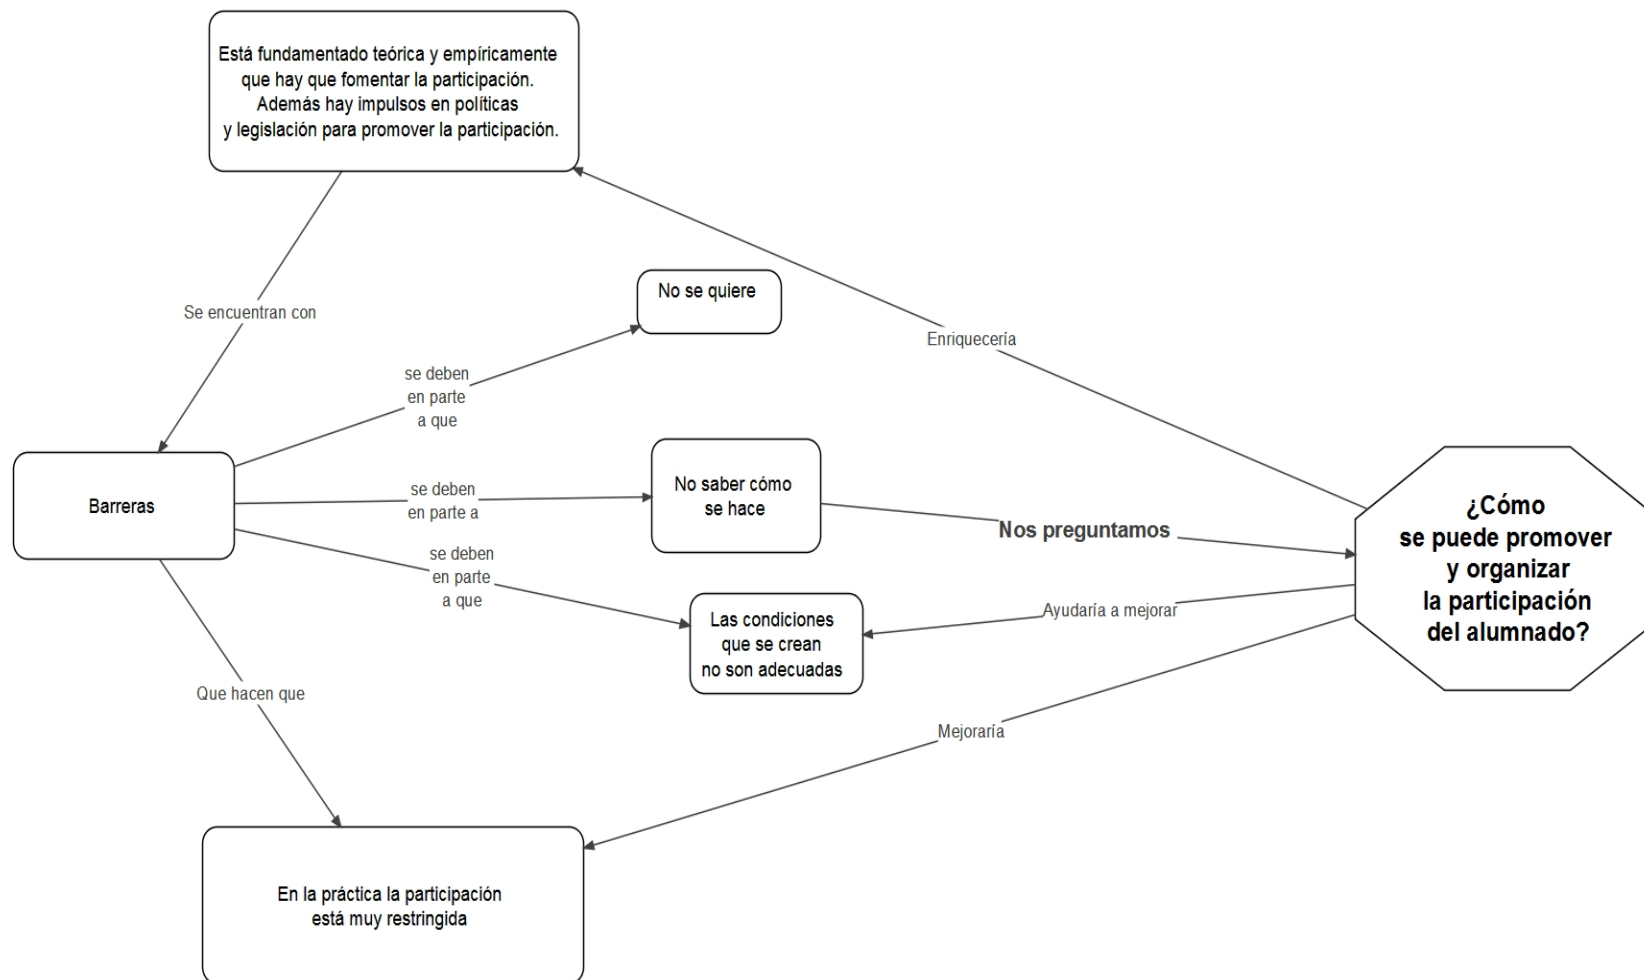 Está fundamentado teórica y empíricamente
que hay que fomentar la participación.
Además hay impulsos en políticas
y legislación para promover la participación.
Se encuentran con
No se quiere
Enriquecería
se deben
en parte
a que
Barreras
se deben
en parte a
No saber cómo
se hace
Nos preguntamos
¿Cómo
se puede promover
y organizar
la participación
del alumnado?
se deben
en parte
a que
Las condiciones
que se crean
no son adecuadas
Ayudaría a mejorar
Que hacen que
Mejoraría
En la práctica la participación
está muy restringida